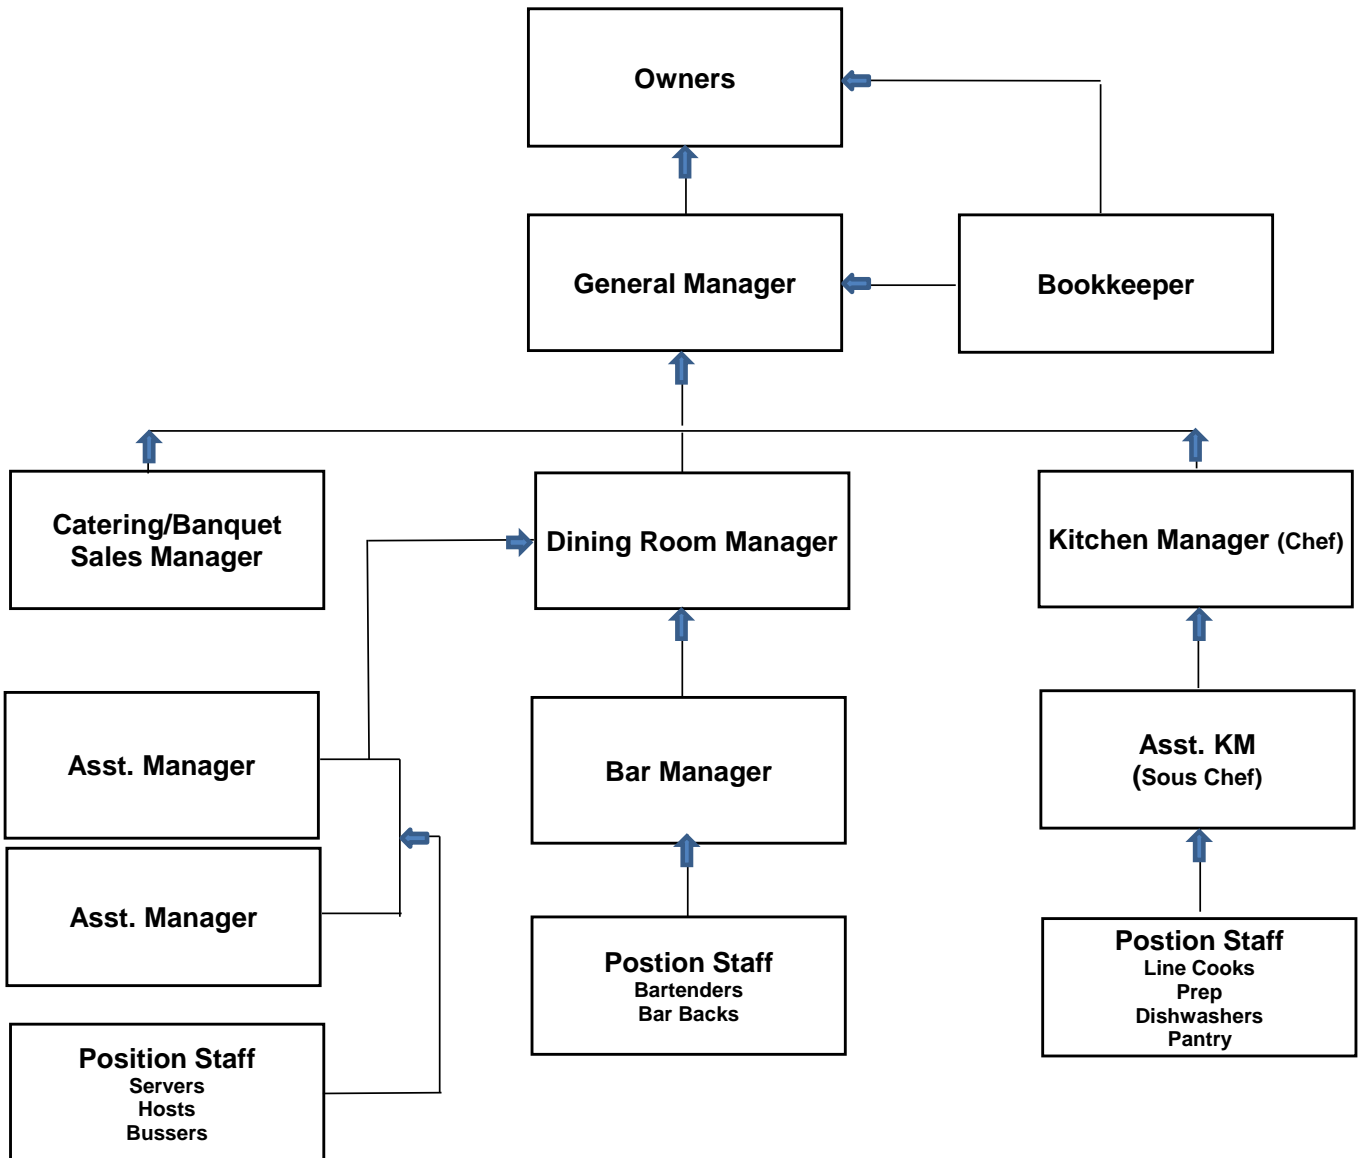 Owners
General Manager
Bookkeeper
Catering/Banquet
Sales Manager
Dining Room Manager
Kitchen Manager (Chef)
Asst. Manager
Bar Manager
Asst. KM
(Sous Chef)
Asst. Manager
Postion Staff
Bartenders
Bar Backs
Postion Staff
Line Cooks
Prep
Dishwashers
Pantry
Position Staff
Servers
Hosts
Bussers